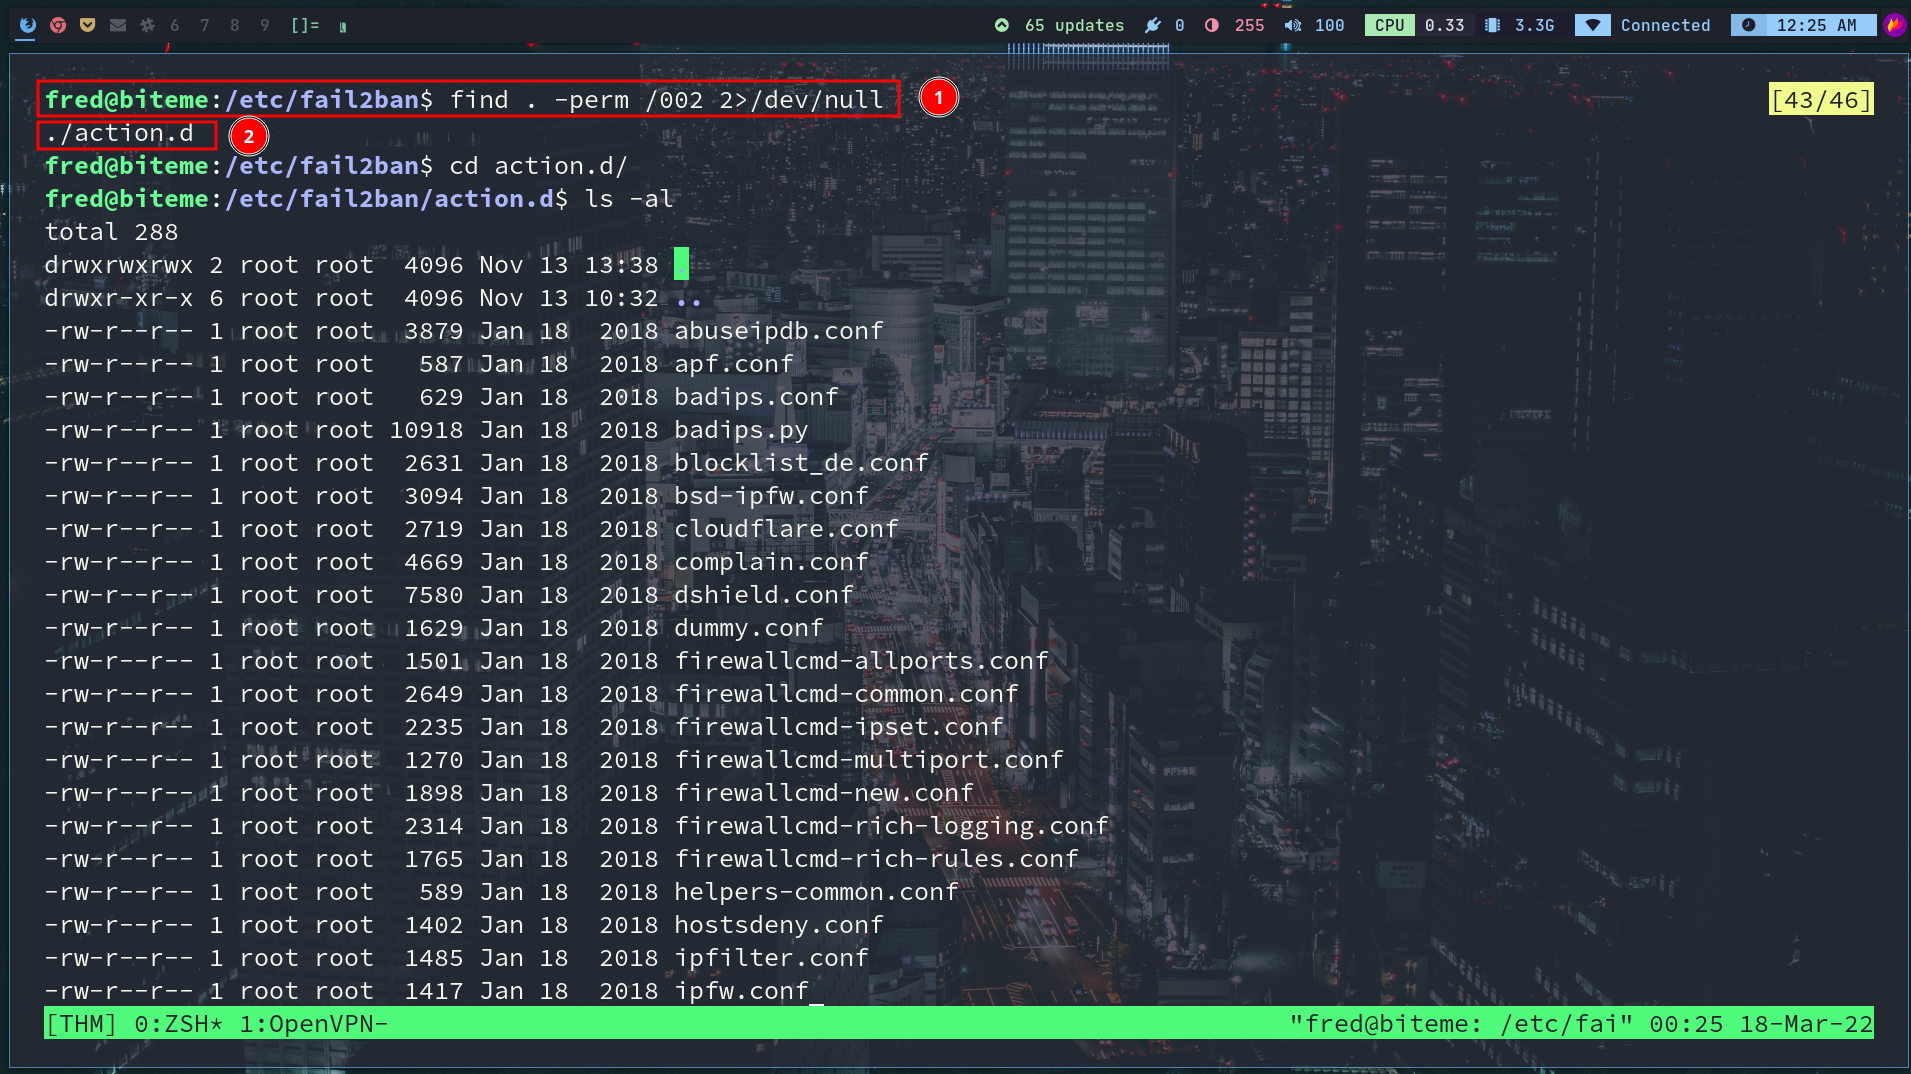 6 7 8 9 []= 65 updates 0 255 100 CPU 0.33 3.3G Connected 12:25 AM
fred@biteme:/etc/fail2ban$ find . -perm /002 2>/dev/null 1 [43/46]
./action.d 2
fred@biteme:/etc/fail2ban$ cd action.d/
fred@biteme:/etc/fail2ban/action.d$ ls -al
total 288
drwxrwxrwx 2 root root  4096 Nov 13 13:38 .
drwxr-xr-x 6 root root  4096 Nov 13 10:32 ..
-rw-r--r-- 1 root root  3879 Jan 18  2018 abuseipdb.conf
-rw-r--r-- 1 root root   587 Jan 18  2018 apf.conf
-rw-r--r-- 1 root root   629 Jan 18  2018 badips.conf
-rw-r--r-- 1 root root 10918 Jan 18  2018 badips.py
-rw-r--r-- 1 root root  2631 Jan 18  2018 blocklist_de.conf
-rw-r--r-- 1 root root  3094 Jan 18  2018 bsd-ipfw.conf
-rw-r--r-- 1 root root  2719 Jan 18  2018 cloudflare.conf
-rw-r--r-- 1 root root  4669 Jan 18  2018 complain.conf
-rw-r--r-- 1 root root  7580 Jan 18  2018 dshield.conf
-rw-r--r-- 1 root root  1629 Jan 18  2018 dummy.conf
-rw-r--r-- 1 root root  1501 Jan 18  2018 firewallcmd-allports.conf
-rw-r--r-- 1 root root  2649 Jan 18  2018 firewallcmd-common.conf
-rw-r--r-- 1 root root  2235 Jan 18  2018 firewallcmd-ipset.conf
-rw-r--r-- 1 root root  1270 Jan 18  2018 firewallcmd-multiport.conf
-rw-r--r-- 1 root root  1898 Jan 18  2018 firewallcmd-new.conf
-rw-r--r-- 1 root root  2314 Jan 18  2018 firewallcmd-rich-logging.conf
-rw-r--r-- 1 root root  1765 Jan 18  2018 firewallcmd-rich-rules.conf
-rw-r--r-- 1 root root   589 Jan 18  2018 helpers-common.conf
-rw-r--r-- 1 root root  1402 Jan 18  2018 hostsdeny.conf
-rw-r--r-- 1 root root  1485 Jan 18  2018 ipfilter.conf
-rw-r--r-- 1 root root  1417 Jan 18  2018 ipfw.conf
[THM] 0:ZSH* 1:OpenVPN- "fred@biteme: /etc/fai" 00:25 18-Mar-22